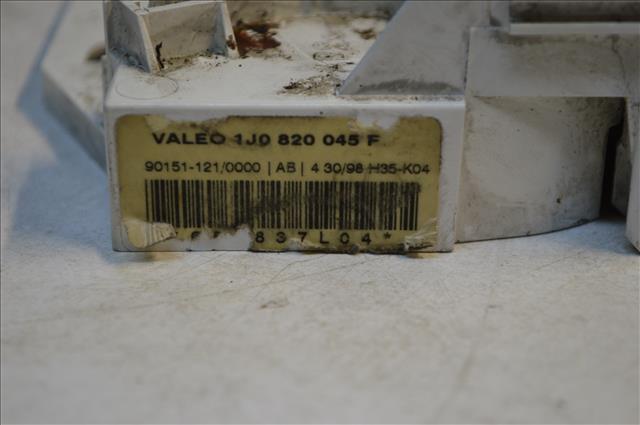 VALEO 1J0 820 045 F
90151-121/0000 | AB | 4 30/98 H35-K04
837L04*